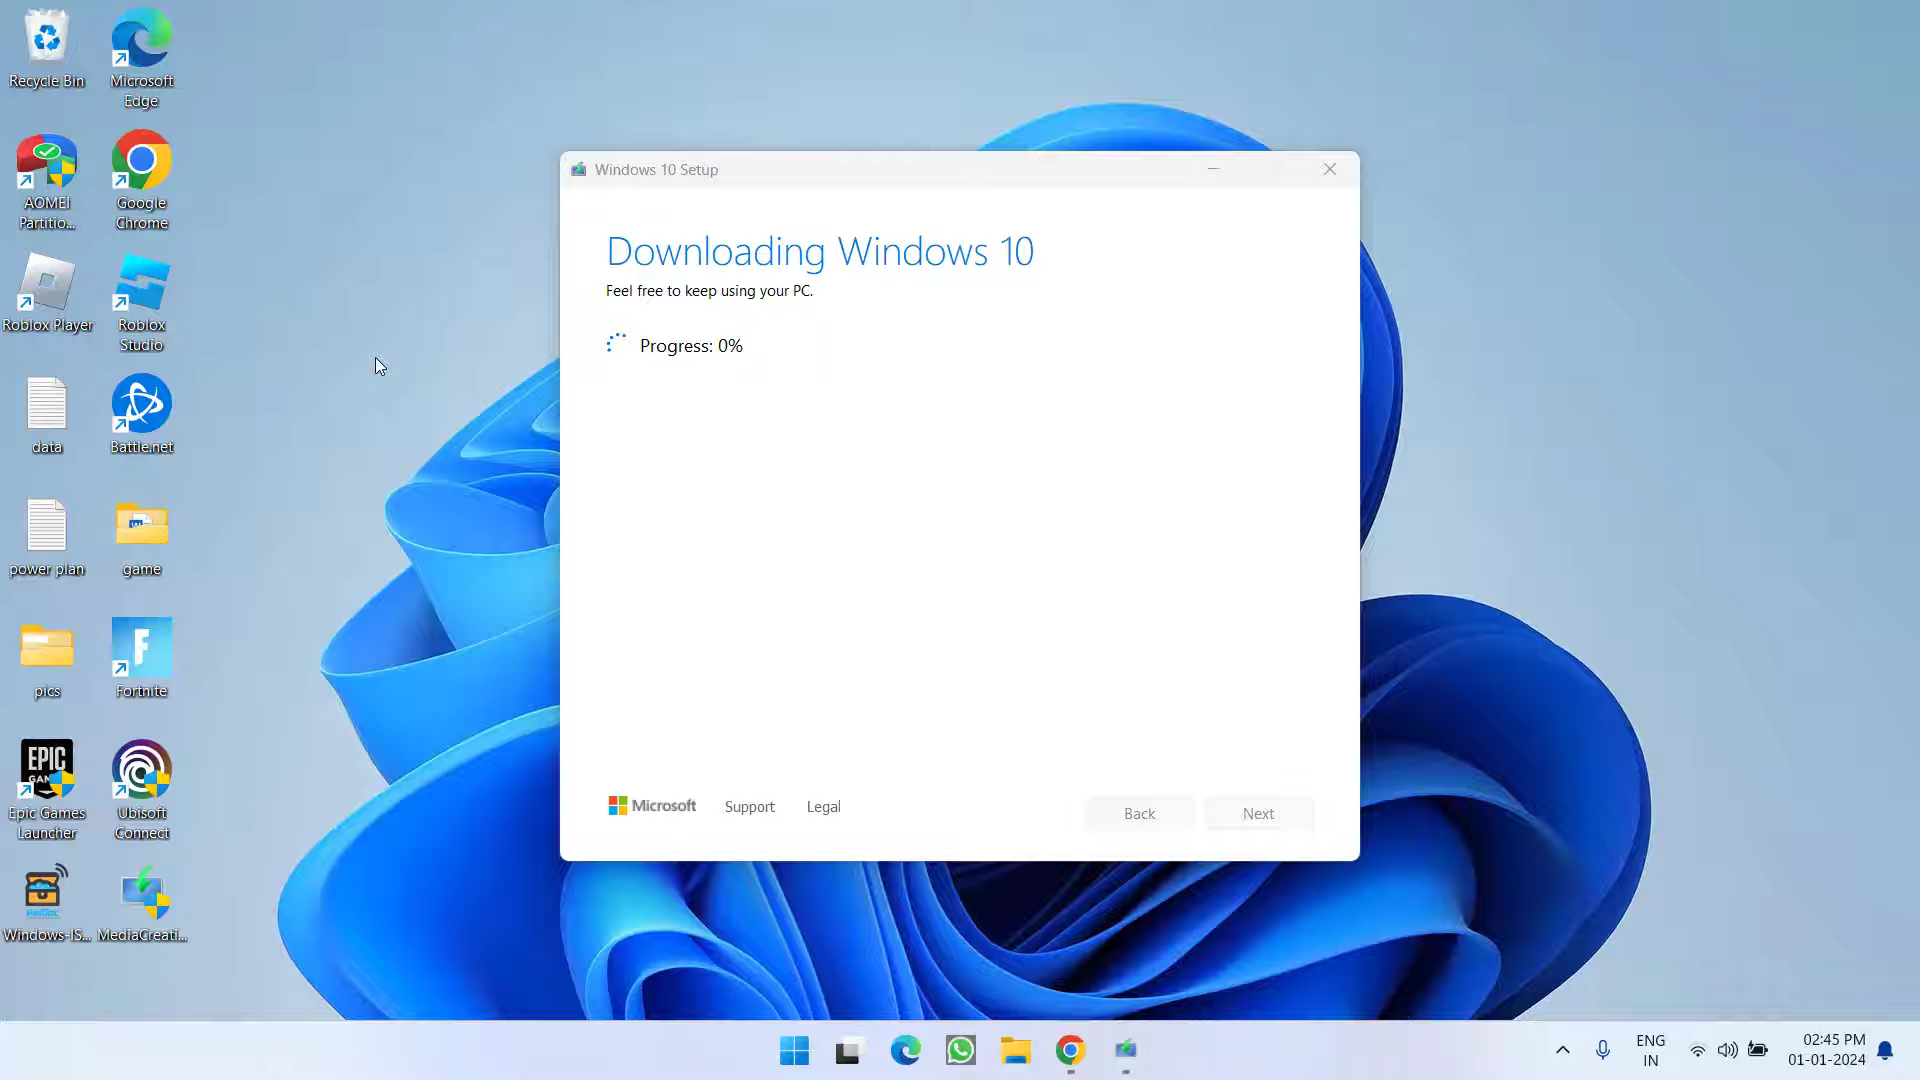 Recycle Bin
Microsoft
Edge
AOMEI
Partitio...
Google
Chrome
Roblox Player
Roblox
Studio
data
Battle.net
power plan
game
pics
Fortnite
EPIC
Epic Games
Launcher
Ubisoft
Connect
Windows-IS...
MediaCreati...
Windows 10 Setup
Downloading Windows 10
Feel free to keep using your PC.
Progress: 0%
Microsoft
Support
Legal
Back
Next
ENG
IN
02:45 PM
01-01-2024